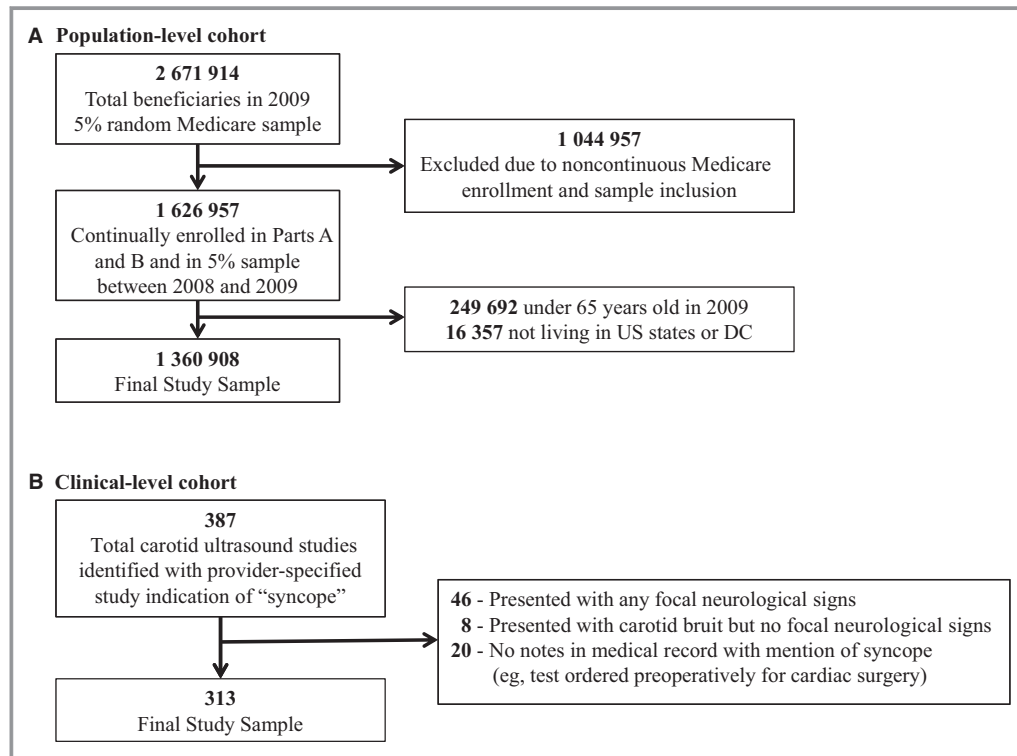 A Population-level cohort
2 671 914
Total beneficiaries in 2009
5% random Medicare sample
1 044 957
Excluded due to noncontinuous Medicare
enrollment and sample inclusion
1 626 957
Continually enrolled in Parts A
and B and in 5% sample
between 2008 and 2009
249 692 under 65 years old in 2009
16 357 not living in US states or DC
1 360 908
Final Study Sample
B Clinical-level cohort
387
Total carotid ultrasound studies
identified with provider-specified
study indication of “syncope”
46 - Presented with any focal neurological signs
8 - Presented with carotid bruit but no focal neurological signs
20 - No notes in medical record with mention of syncope
(eg, test ordered preoperatively for cardiac surgery)
313
Final Study Sample